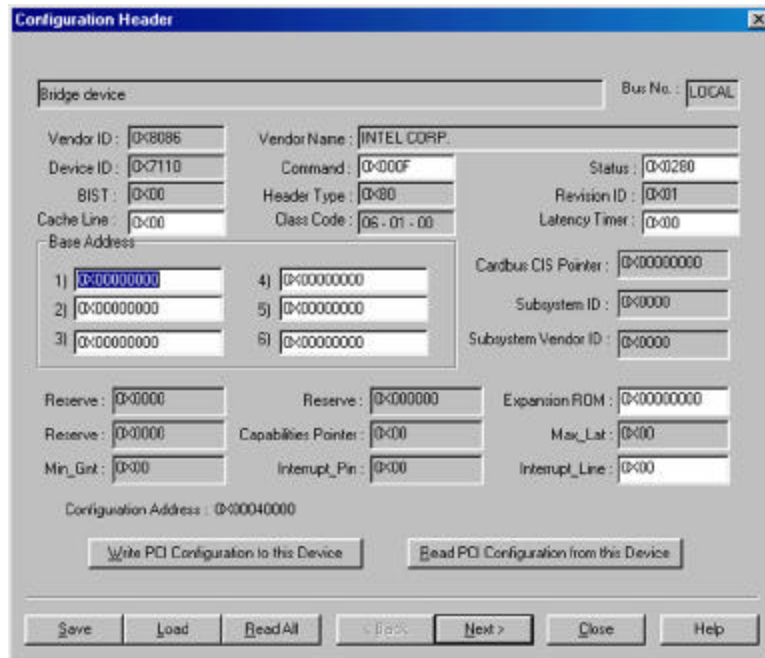 Configuration Header
Bridge device Bus No. : LOCAL
Vendor ID : 0X8086 Vendor Name : INTEL CORP.
Device ID : 0X7110 Command : 0X000F Status : 0X0280
BIST : 0X00 Header Type : 0X80 Revision ID : 0X01
Cache Line : 0X00 Class Code : 06 - 01 - 00 Latency Timer : 0X00
Base Address
1) 0X00000000 4) 0X00000000 Cardbus CIS Pointer : 0X00000000
2) 0X00000000 5) 0X00000000 Subsystem ID : 0X0000
3) 0X00000000 6) 0X00000000 Subsystem Vendor ID : 0X0000
Reserve : 0X0000 Reserve : 0X000000 Expansion ROM : 0X00000000
Reserve : 0X0000 Capabilities Pointer : 0X00 Max_Lat : 0X00
Min_Gnt : 0X00 Interrupt_Pin : 0X00 Interrupt_Line : 0X00
Configuration Address : 0X00040000
Write PCI Configuration to this Device Read PCI Configuration from this Device
Save Load Read All < Back Next > Close Help